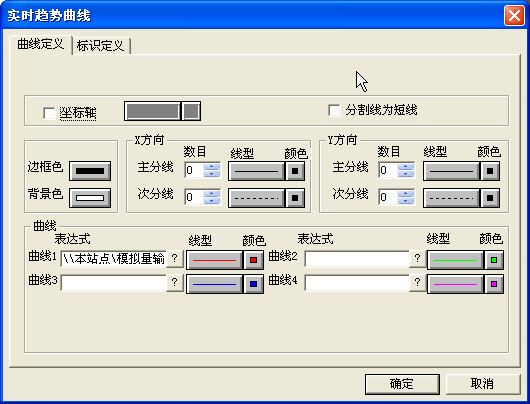 实时趋势曲线
曲线定义 标识定义
坐标轴 分割线为短线
X方向 Y方向
数目 线型 颜色 数目 线型 颜色
边框色 主分线 0 主分线 0
背景色 次分线 0 次分线 0
曲线
表达式 线型 颜色 表达式 线型 颜色
曲线1 \\本站点\模拟量输 ? 曲线2 ?
曲线3 ? 曲线4 ?
确定 取消